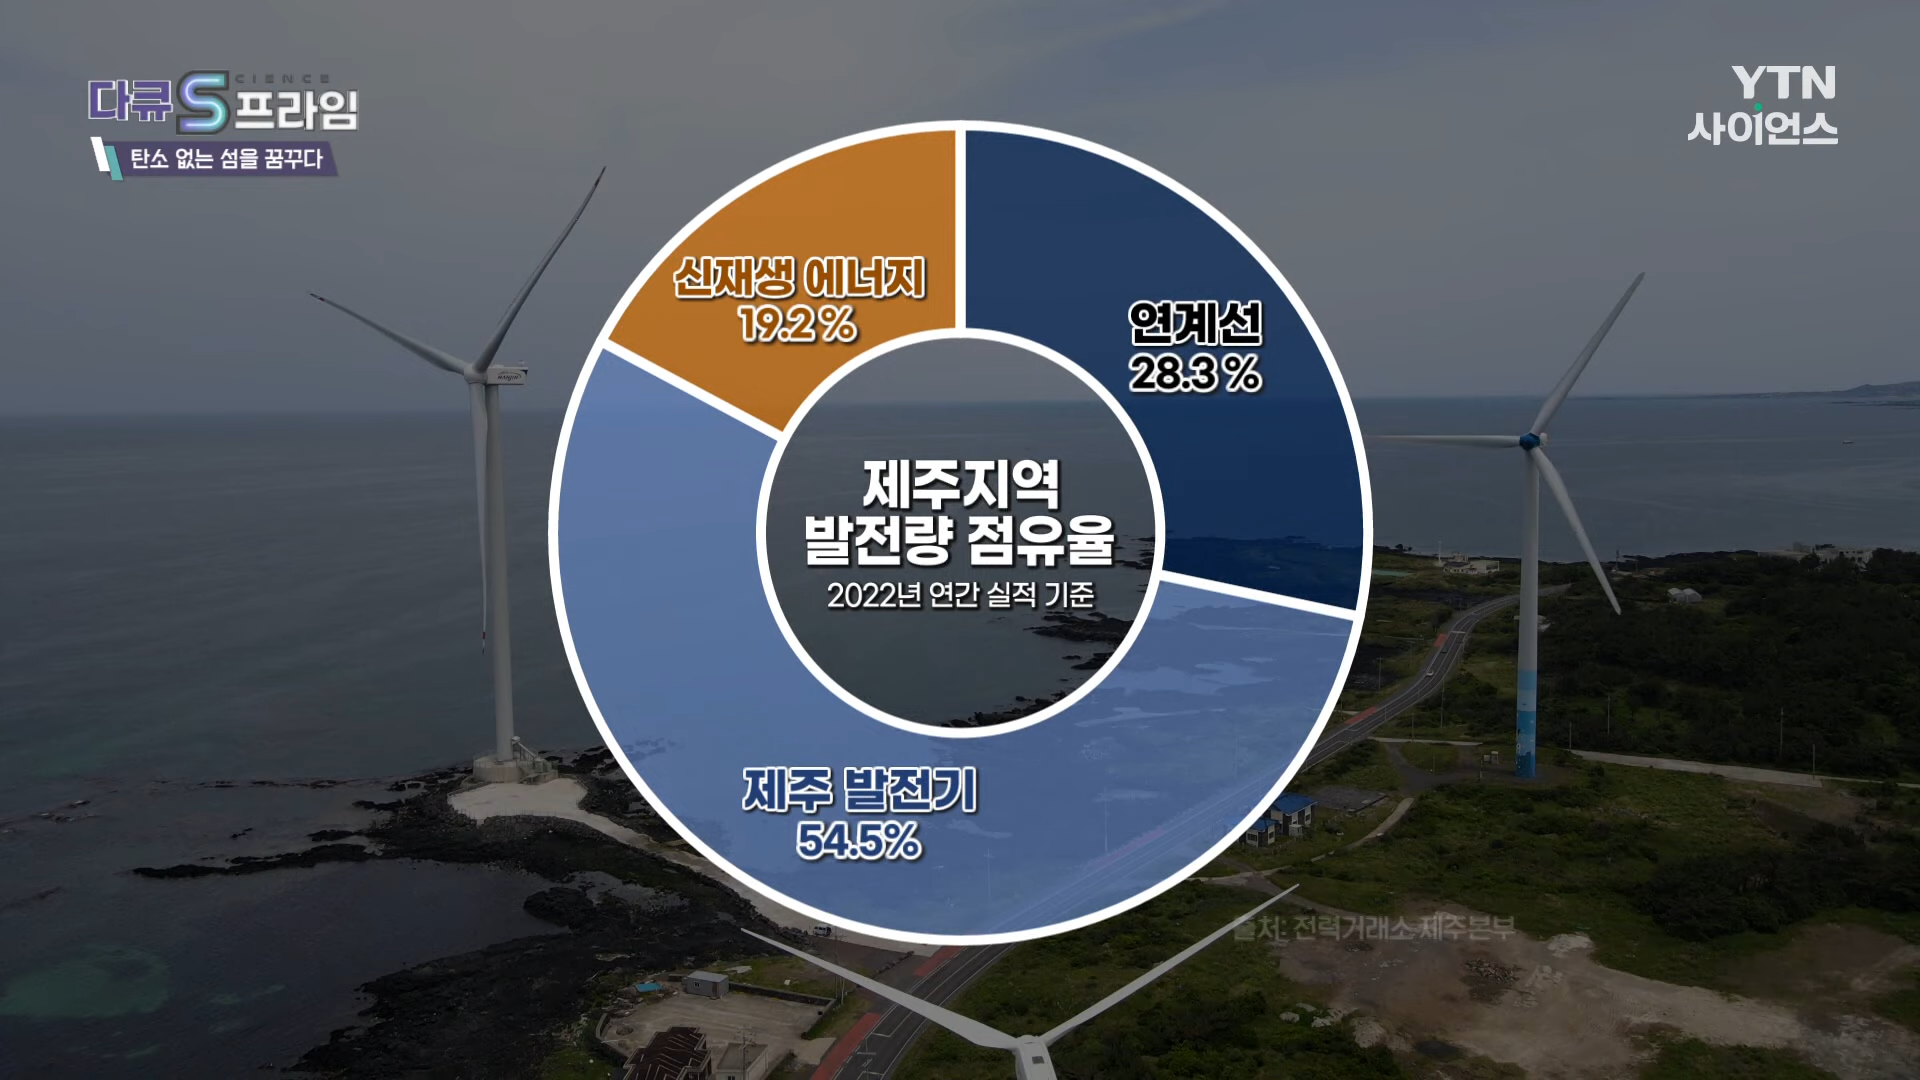 다큐 S 프라임
CIENCE
탄소 없는 섬을 꿈꾸다
YTN
사이언스
신재생 에너지
19.2%
연계선
28.3%
제주지역
발전량 점유율
2022년 연간 실적 기준
제주 발전기
54.5%
출처: 전력거래소 제주본부